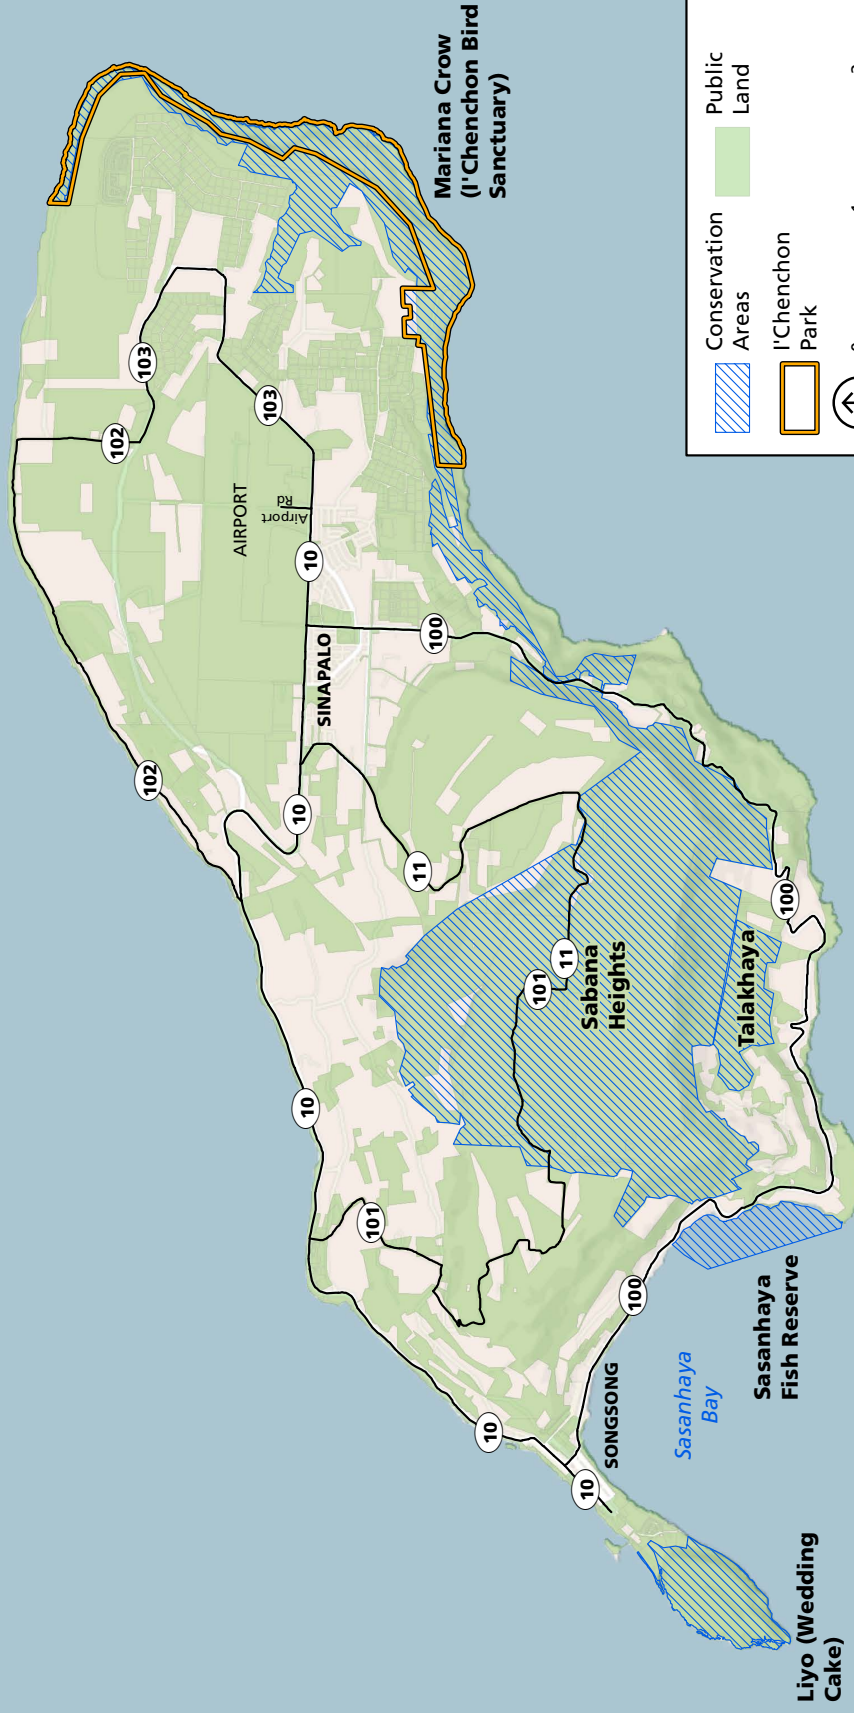 102
103
102
AIRPORT
103
Airport
Rd
10
10
10
SINAPALO
101
11
100
Mariana Crow
(I'Chenchon Bird
Sanctuary)
10
101
11
10
Sabana
Heights
SONGSONG
100
Sasanhaya
Bay
Talakhaya
Sasanhaya
Fish Reserve
100
Liyo (Wedding
Cake)
Conservation
Areas
Public
Land
I'Chenchon
Park